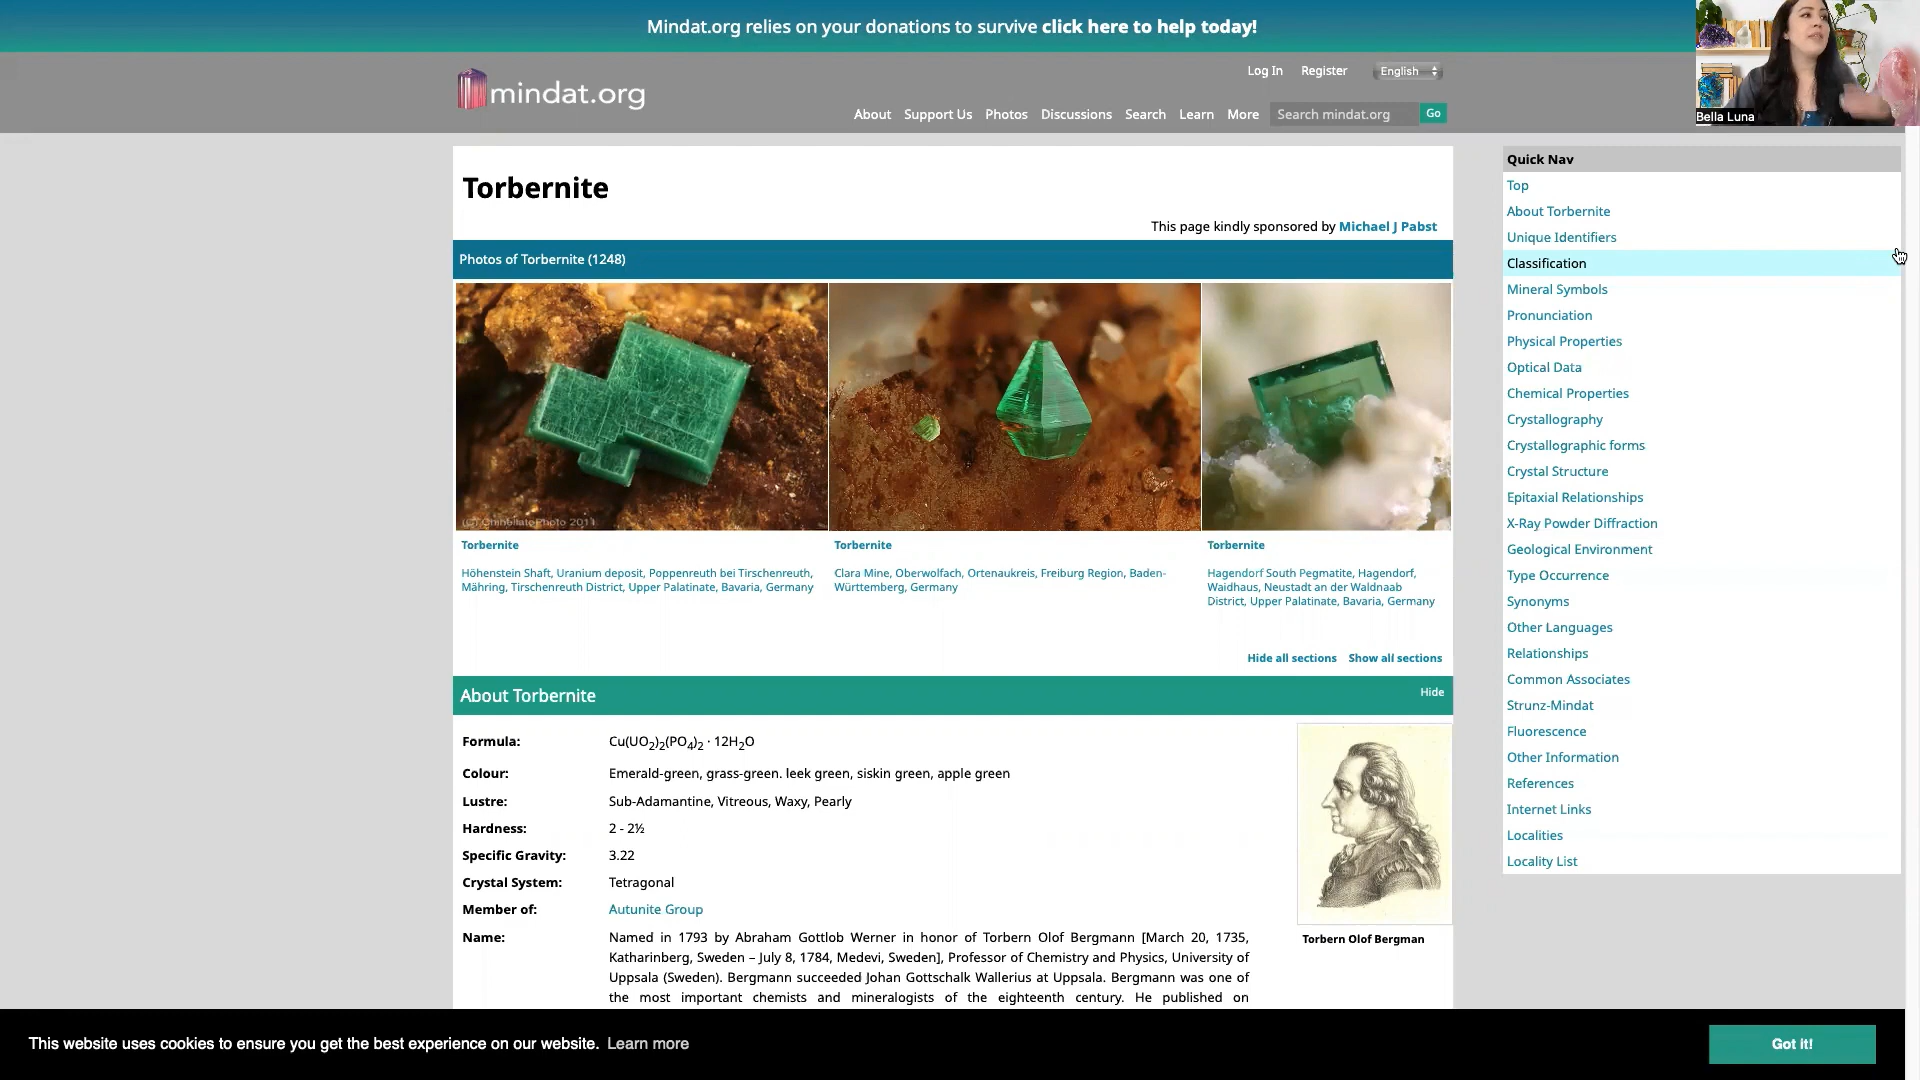 Mindat.org relies on your donations to survive click here to help today!
Bella Luna
mindat.org
Log In Register English
About Support Us Photos Discussions Search Learn More Search mindat.org Go
Torbernite
This page kindly sponsored by Michael J Pabst
Photos of Torbernite (1248)
Torbernite
Höhenstein Shaft, Uranium deposit, Poppenreuth bei Tirschenreuth,
Mähring, Tirschenreuth District, Upper Palatinate, Bavaria, Germany
Torbernite
Clara Mine, Oberwolfach, Ortenaukreis, Freiburg Region, Baden-
Württemberg, Germany
Torbernite
Hagendorf South Pegmatite, Hagendorf,
Waidhaus, Neustadt an der Waldnaab
District, Upper Palatinate, Bavaria, Germany
Hide all sections Show all sections
About Torbernite Hide
Formula: Cu(UO2)2(PO4)2 · 12H2O
Colour: Emerald-green, grass-green. leek green, siskin green, apple green
Lustre: Sub-Adamantine, Vitreous, Waxy, Pearly
Hardness: 2 - 2½
Specific Gravity: 3.22
Crystal System: Tetragonal
Member of: Autunite Group
Name: Named in 1793 by Abraham Gottlob Werner in honor of Torbern Olof Bergmann [March 20, 1735,
Katharinberg, Sweden – July 8, 1784, Medevi, Sweden], Professor of Chemistry and Physics, University of
Uppsala (Sweden). Bergmann succeeded Johan Gottschalk Wallerius at Uppsala. Bergmann was one of
the most important chemists and mineralogists of the eighteenth century. He published on
Torbern Olof Bergman
Quick Nav
Top
About Torbernite
Unique Identifiers
Classification
Mineral Symbols
Pronunciation
Physical Properties
Optical Data
Chemical Properties
Crystallography
Crystallographic forms
Crystal Structure
Epitaxial Relationships
X-Ray Powder Diffraction
Geological Environment
Type Occurrence
Synonyms
Other Languages
Relationships
Common Associates
Strunz-Mindat
Fluorescence
Other Information
References
Internet Links
Localities
Locality List
This website uses cookies to ensure you get the best experience on our website. Learn more
Got it!